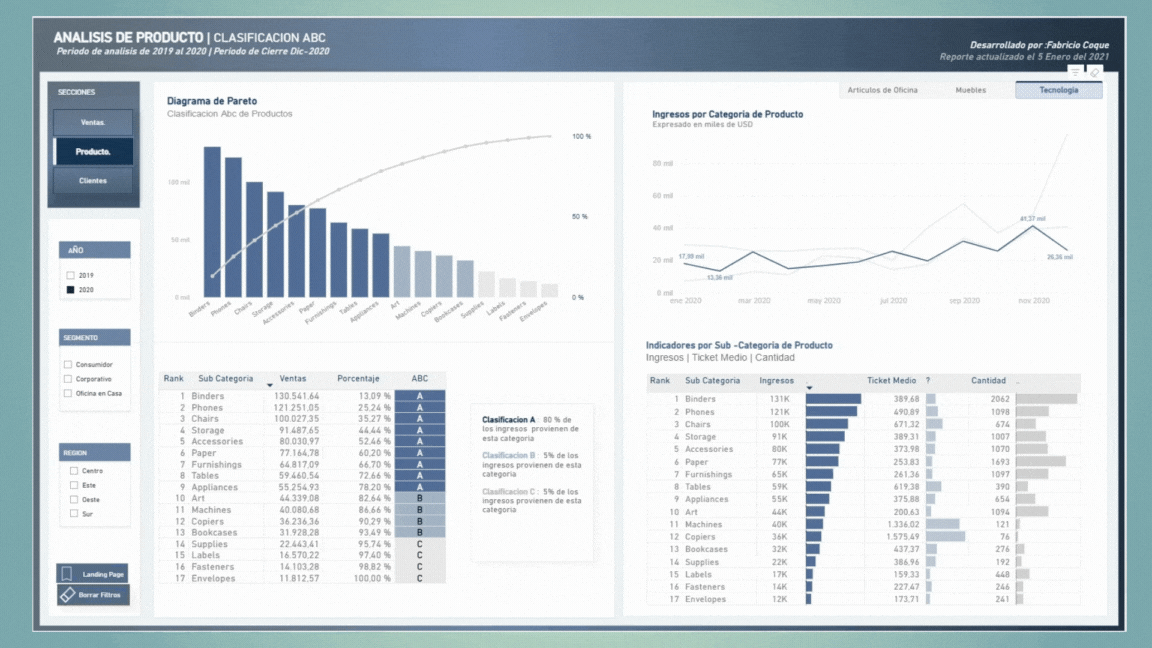 ANALISIS DE PRODUCTO | CLASIFICACION ABC
Periodo de analisis de 2019 al 2020 | Periodo de Cierre Dic-2020
Desarrollado por :Fabricio Coque
Reporte actualizado el 5 Enero del 2021
SECCIONES
Ventas.
Producto.
Clientes
AÑO
2019
2020
SEGMENTO
Consumidor
Corporativo
Oficina en Casa
REGION
Centro
Este
Oeste
Sur
Landing Page
Borrar Filtros
Diagrama de Pareto
Clasificacion Abc de Productos
100 %
100 mil
50 %
50 mil
0 mil
0 %
Binders
Phones
Chairs
Storage
Accessories
Paper
Furnishings
Tables
Appliances
Art
Machines
Copiers
Bookcases
Supplies
Labels
Fasteners
Envelopes
Rank Sub Categoria Ventas Porcentaje ABC
1 Binders 130.541,64 13,09 % A
2 Phones 121.251,05 25,24 % A
3 Chairs 100.027,35 35,27 % A
4 Storage 91.487,65 44,44 % A
5 Accessories 80.030,97 52,46 % A
6 Paper 77.164,78 60,20 % A
7 Furnishings 64.817,09 66,70 % A
8 Tables 59.460,54 72,66 % A
9 Appliances 55.254,93 78,20 % A
10 Art 44.339,08 82,64 % B
11 Machines 40.080,68 86,66 % B
12 Copiers 36.236,36 90,29 % B
13 Bookcases 31.928,28 93,49 % B
14 Supplies 22.443,41 95,74 % C
15 Labels 16.570,22 97,40 % C
16 Fasteners 14.103,28 98,82 % C
17 Envelopes 11.812,57 100,00 % C
Clasificacion A : 80 % de
los ingresos provienen de
esta categoria
Clasificacion B : 5% de los
ingresos provienen de esta
categoria
Clasificacion C : 5% de los
ingresos provienen de esta
categoria
Articulos de Oficina Muebles Tecnologia
Ingresos por Categoria de Producto
Expresado en miles de USD
80 mil
60 mil
40 mil
20 mil
0 mil
17,99 mil
13,36 mil
41,37 mil
26,36 mil
ene 2020 mar 2020 may 2020 jul 2020 sep 2020 nov 2020
Indicadores por Sub -Categoria de Producto
Ingresos | Ticket Medio | Cantidad
Rank Sub Categoria Ingresos Ticket Medio ? Cantidad ..
1 Binders 131K 389,68 2062
2 Phones 121K 490,89 1098
3 Chairs 100K 671,32 674
4 Storage 91K 389,31 1007
5 Accessories 80K 373,98 1070
6 Paper 77K 253,83 1693
7 Furnishings 65K 261,36 1097
8 Tables 59K 619,38 390
9 Appliances 55K 375,88 654
10 Art 44K 200,63 1094
11 Machines 40K 1.336,02 121
12 Copiers 36K 1.575,49 76
13 Bookcases 32K 437,37 276
14 Supplies 22K 386,96 192
15 Labels 17K 159,33 448
16 Fasteners 14K 227,47 246
17 Envelopes 12K 173,71 241